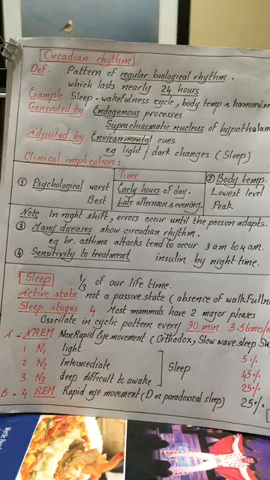 Circadian rhythm
Def. Pattern of regular biological rhythm.
which lasts nearly 24 hours
Example Sleep-wakefulness cycle, body temp & hormonal
Generated by Endogenous processes
Suprachiasmatic nucleus of hypothalam
Adjusted by Environmental cues
eg light / dark changes (Sleep)
Clinical implication:
Time ② Body temp.
① Psychological worst Early hours of day. Lowest level
Best Late afternoon & evening. Peak
Note In night shift, errors occur until the person adapts.
③ Many diseases show circadian rhythm.
eg br. asthma attacks tend to occur 3 am to 4 am.
④ Sensitivity to treatment insulin by night time.
Sleep 1/3 of our life time.
Active state not a passive state (absence of wakefulln
Sleep stages 4 Most mammals have 2 major phases
Oscillate in cyclic pattern every 90 min 3-5 times/
A - NREM Non Rapid Eye movement (Orthodox, Slow wave sleep
1 N1 light 5%
2 N2 Intermediate Sleep 45%
3 N3 deep difficult to awake 25%
B - 4 REM Rapid eye movement (D or paradoxical sleep) 25%